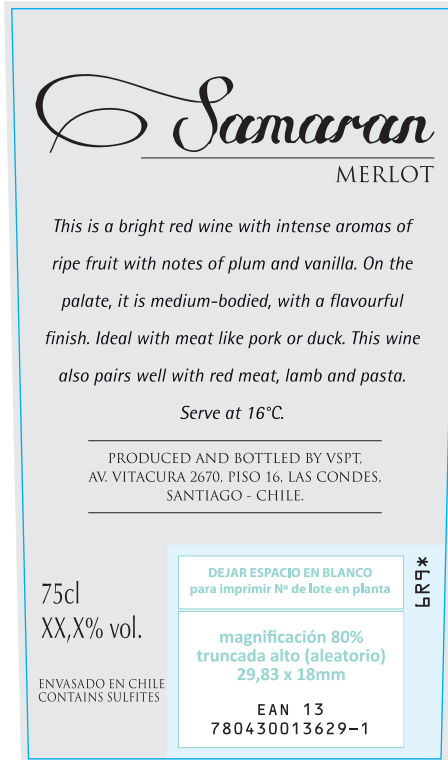 Samaran
MERLOT
This is a bright red wine with intense aromas of
ripe fruit with notes of plum and vanilla. On the
palate, it is medium-bodied, with a flavourful
finish. Ideal with meat like pork or duck. This wine
also pairs well with red meat, lamb and pasta.
Serve at 16°C.
PRODUCED AND BOTTLED BY VSPT,
AV. VITACURA 2670, PISO 16, LAS CONDES,
SANTIAGO - CHILE.
75cl
XX,X% vol.
ENVASADO EN CHILE
CONTAINS SULFITES
DEJAR ESPACIO EN BLANCO
para imprimir Nº de lote en planta
magnificación 80%
truncada alto (aleatorio)
29,83 x 18mm
EAN 13
780430013629-1